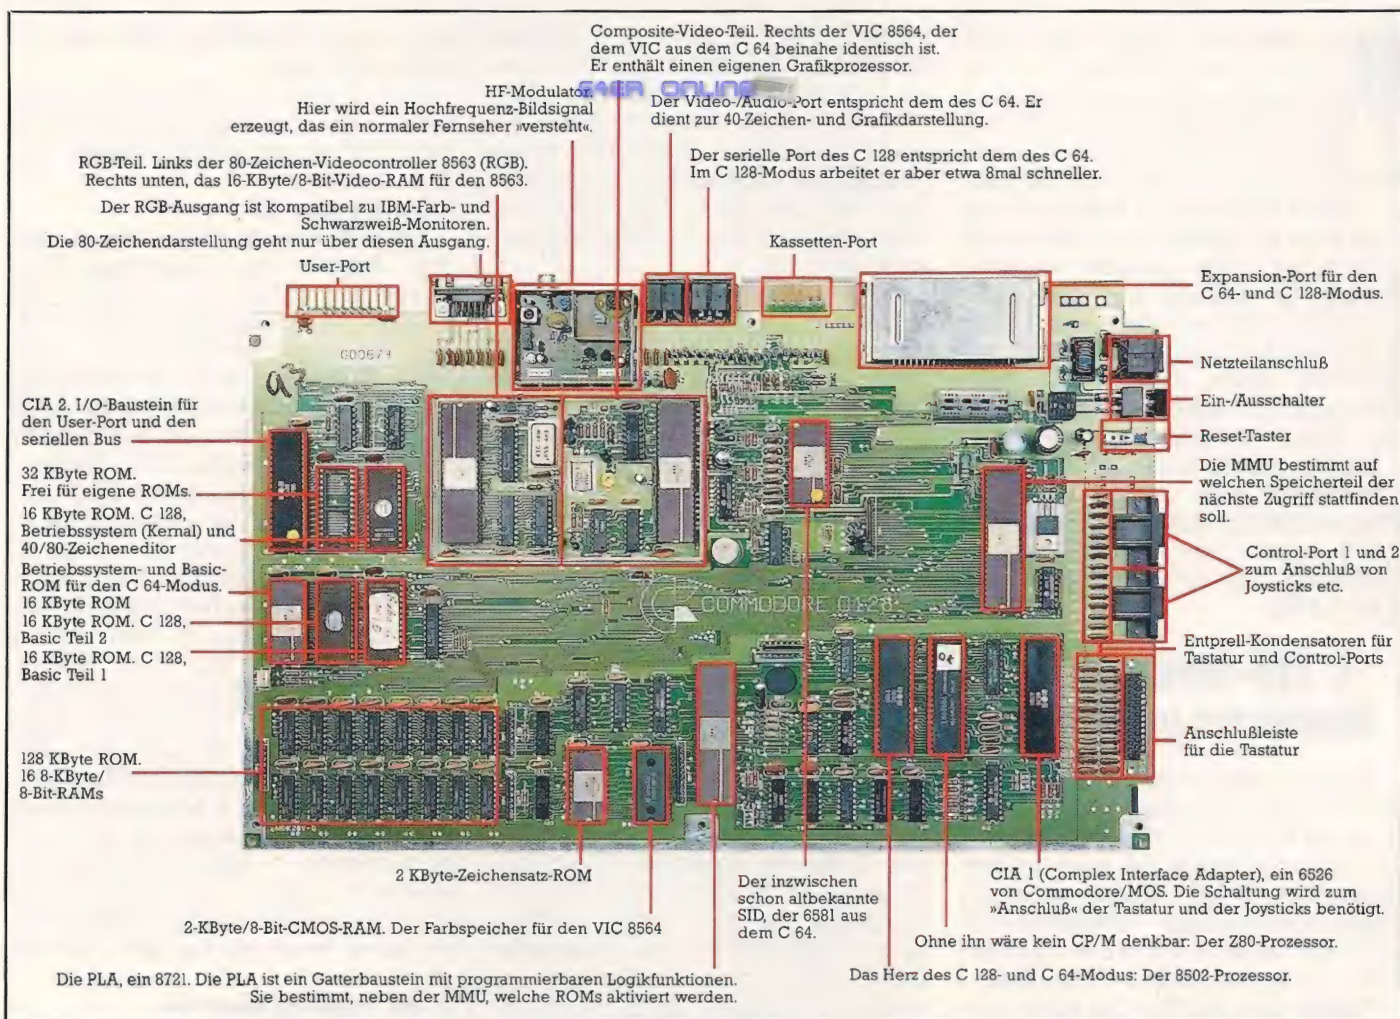 Composite-Video-Teil. Rechts der VIC 8564, der
dem VIC aus dem C 64 beinahe identisch ist.
Er enthält einen eigenen Grafikprozessor.
64ER ONLINE
HF-Modulator.
Hier wird ein Hochfrequenz-Bildsignal
erzeugt, das ein normaler Fernseher »versteht«.
Der Video-/Audio-Port entspricht dem des C 64. Er
dient zur 40-Zeichen- und Grafikdarstellung.
RGB-Teil. Links der 80-Zeichen-Videocontroller 8563 (RGB).
Rechts unten, das 16-KByte/8-Bit-Video-RAM für den 8563.
Der serielle Port des C 128 entspricht dem des C 64.
Im C 128-Modus arbeitet er aber etwa 8mal schneller.
Der RGB-Ausgang ist kompatibel zu IBM-Farb- und
Schwarzweiß-Monitoren.
Die 80-Zeichendarstellung geht nur über diesen Ausgang.
User-Port
Kassetten-Port
Expansion-Port für den
C 64- und C 128-Modus.
G00673
Netzteilanschluß
Ein-/Ausschalter
Reset-Taster
CIA 2. I/O-Baustein für
den User-Port und den
seriellen Bus
32 KByte ROM.
Frei für eigene ROMs.
16 KByte ROM. C 128,
Betriebssystem (Kernal) und
40/80-Zeicheneditor
Betriebssystem- und Basic-
ROM für den C 64-Modus.
16 KByte ROM
16 KByte ROM. C 128,
Basic Teil 2
16 KByte ROM. C 128,
Basic Teil 1
Die MMU bestimmt auf
welchen Speicherteil der
nächste Zugriff stattfinden
soll.
Control-Port 1 und 2
zum Anschluß von
Joysticks etc.
COMMODORE C128
Entprell-Kondensatoren für
Tastatur und Control-Ports
Anschlußleiste
für die Tastatur
128 KByte ROM.
16 8-KByte/
8-Bit-RAMs
2 KByte-Zeichensatz-ROM
2-KByte/8-Bit-CMOS-RAM. Der Farbspeicher für den VIC 8564
Die PLA, ein 8721. Die PLA ist ein Gatterbaustein mit programmierbaren Logikfunktionen.
Sie bestimmt, neben der MMU, welche ROMs aktiviert werden.
Der inzwischen
schon altbekannte
SID, der 6581 aus
dem C 64.
CIA 1 (Complex Interface Adapter), ein 6526
von Commodore/MOS. Die Schaltung wird zum
»Anschluß« der Tastatur und der Joysticks benötigt.
Ohne ihn wäre kein CP/M denkbar: Der Z80-Prozessor.
Das Herz des C 128- und C 64-Modus: Der 8502-Prozessor.